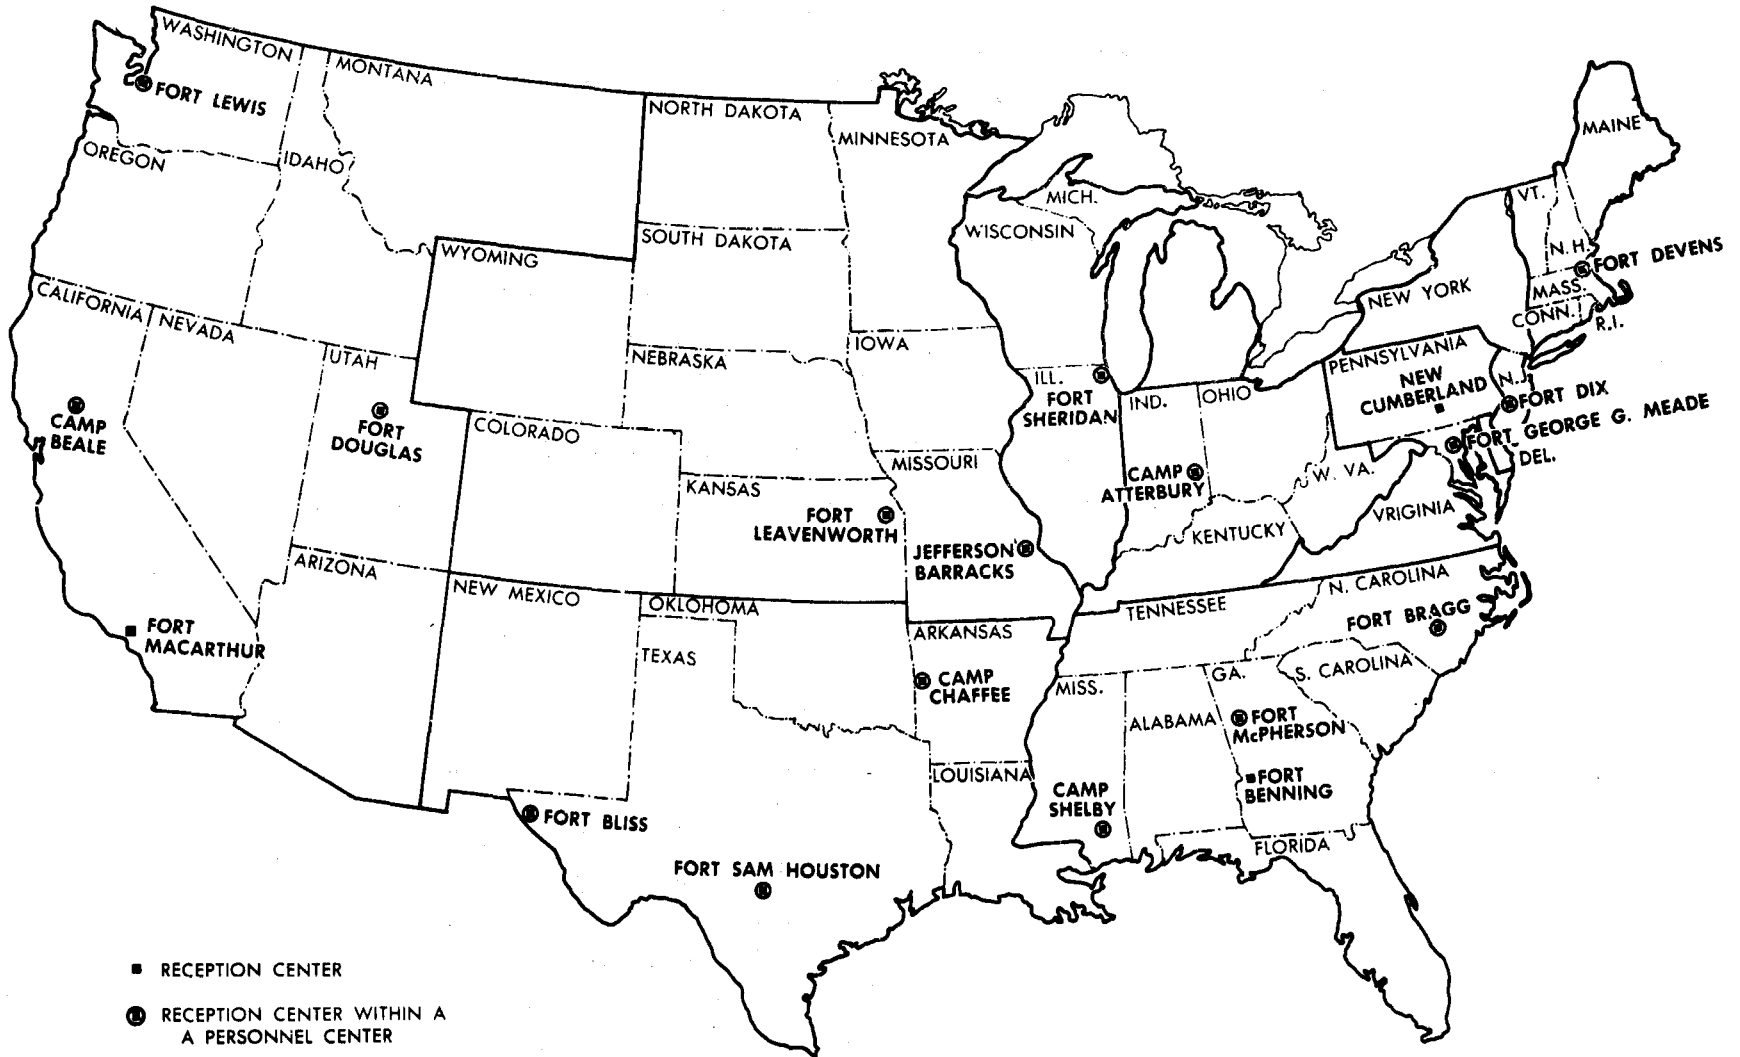 WASHINGTON
FORT LEWIS
MONTANA
NORTH DAKOTA
MINNESOTA
MAINE
OREGON
IDAHO
MICH.
VT.
WYOMING
SOUTH DAKOTA
WISCONSIN
N.H.
FORT DEVENS
CALIFORNIA
NEVADA
NEW YORK
MASS.
CONN.
R.I.
UTAH
NEBRASKA
IOWA
ILL.
FORT
SHERIDAN
IND.
OHIO
PENNSYLVANIA
NEW
CUMBERLAND
N.J.
FORT DIX
CAMP
BEALE
FORT
DOUGLAS
COLORADO
FORT GEORGE G. MEADE
DEL.
KANSAS
MISSOURI
CAMP
ATTERBURY
W. VA.
FORT
LEAVENWORTH
VRIGINIA
KENTUCKY
JEFFERSON
BARRACKS
ARIZONA
NEW MEXICO
OKLOHOMA
TENNESSEE
N. CAROLINA
FORT
MACARTHUR
FORT BRAGG
TEXAS
ARKANSAS
CAMP
CHAFFEE
MISS.
GA.
S. CAROLINA
ALABAMA
FORT
McPHERSON
LOUISIANA
CAMP
SHELBY
FORT
BENNING
FORT BLISS
FLORIDA
FORT SAM HOUSTON
RECEPTION CENTER
RECEPTION CENTER WITHIN A
A PERSONNEL CENTER